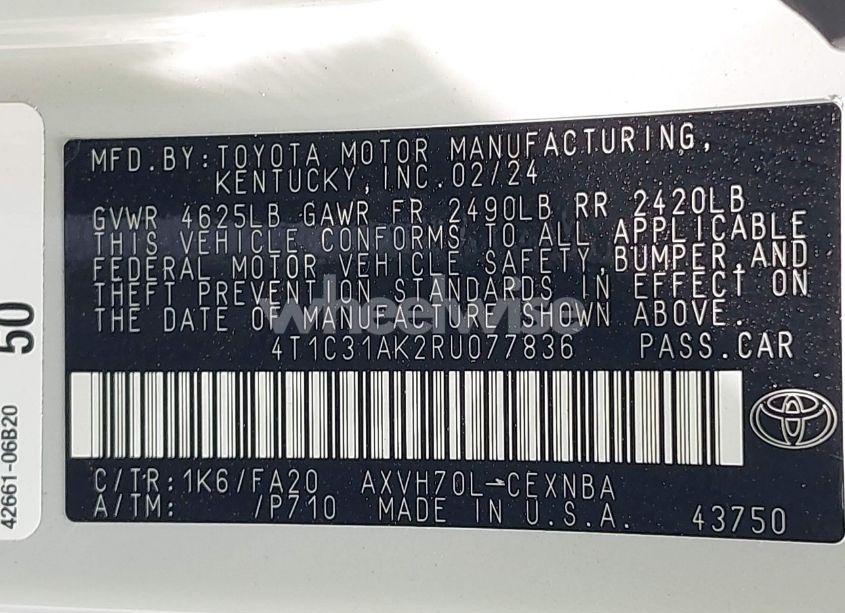 MFD.BY:TOYOTA MOTOR MANUFACTURING,
KENTUCKY,INC.02/24
GVWR 4625LB GAWR FR 2490LB RR 2420LB
THIS VEHICLE CONFORMS TO ALL APPLICABLE
FEDERAL MOTOR VEHICLE SAFETY,BUMPER,AND
THEFT PREVENTION STANDARDS IN EFFECT ON
THE DATE OF MANUFACTURE SHOWN ABOVE.
wheelwise
4T1C31AK2RU077836 PASS.CAR
C/TR:1K6/FA20 AXVH70L-CEXNBA
A/TM: /P710 MADE IN U.S.A. 43750
50
42661-06B20